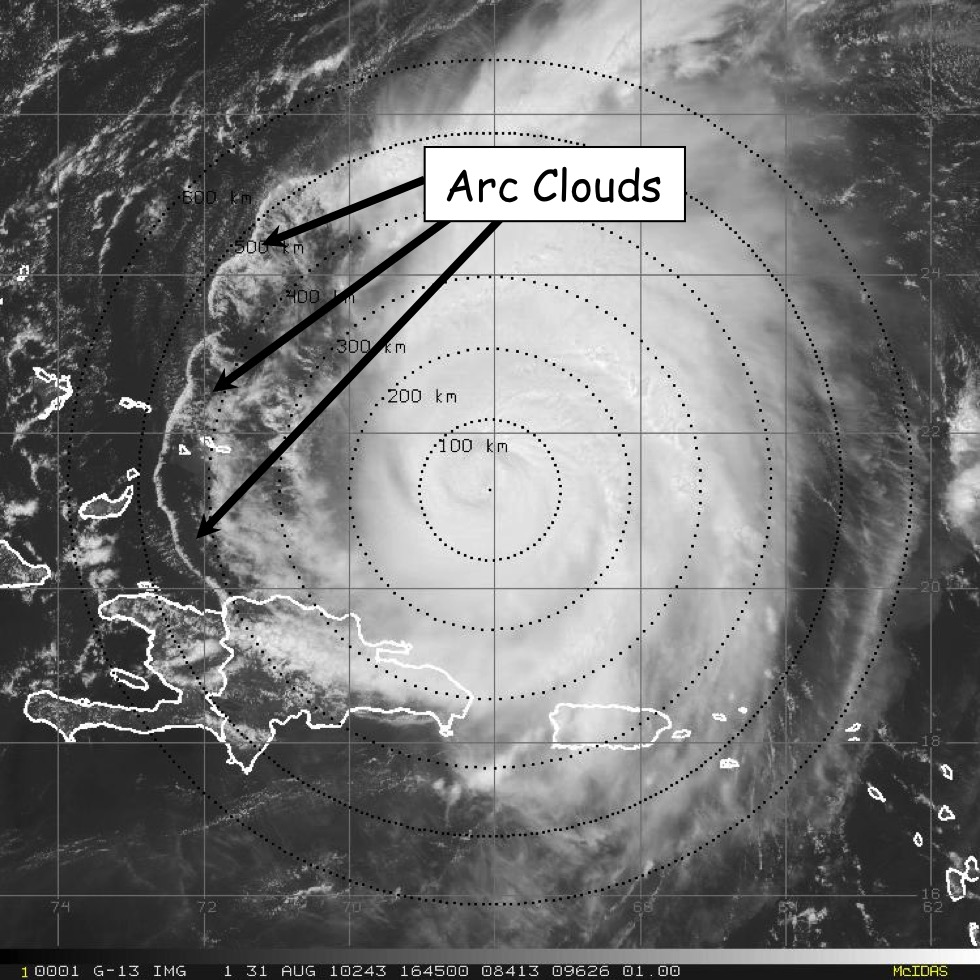 Arc Clouds
600 km
500 km
400 km
300 km
200 km
100 km
24
22
20
18
16
74 72 70 68 62
1 0001 G-13 IMG 1 31 AUG 10243 164500 08413 09626 01.00 McIDAS